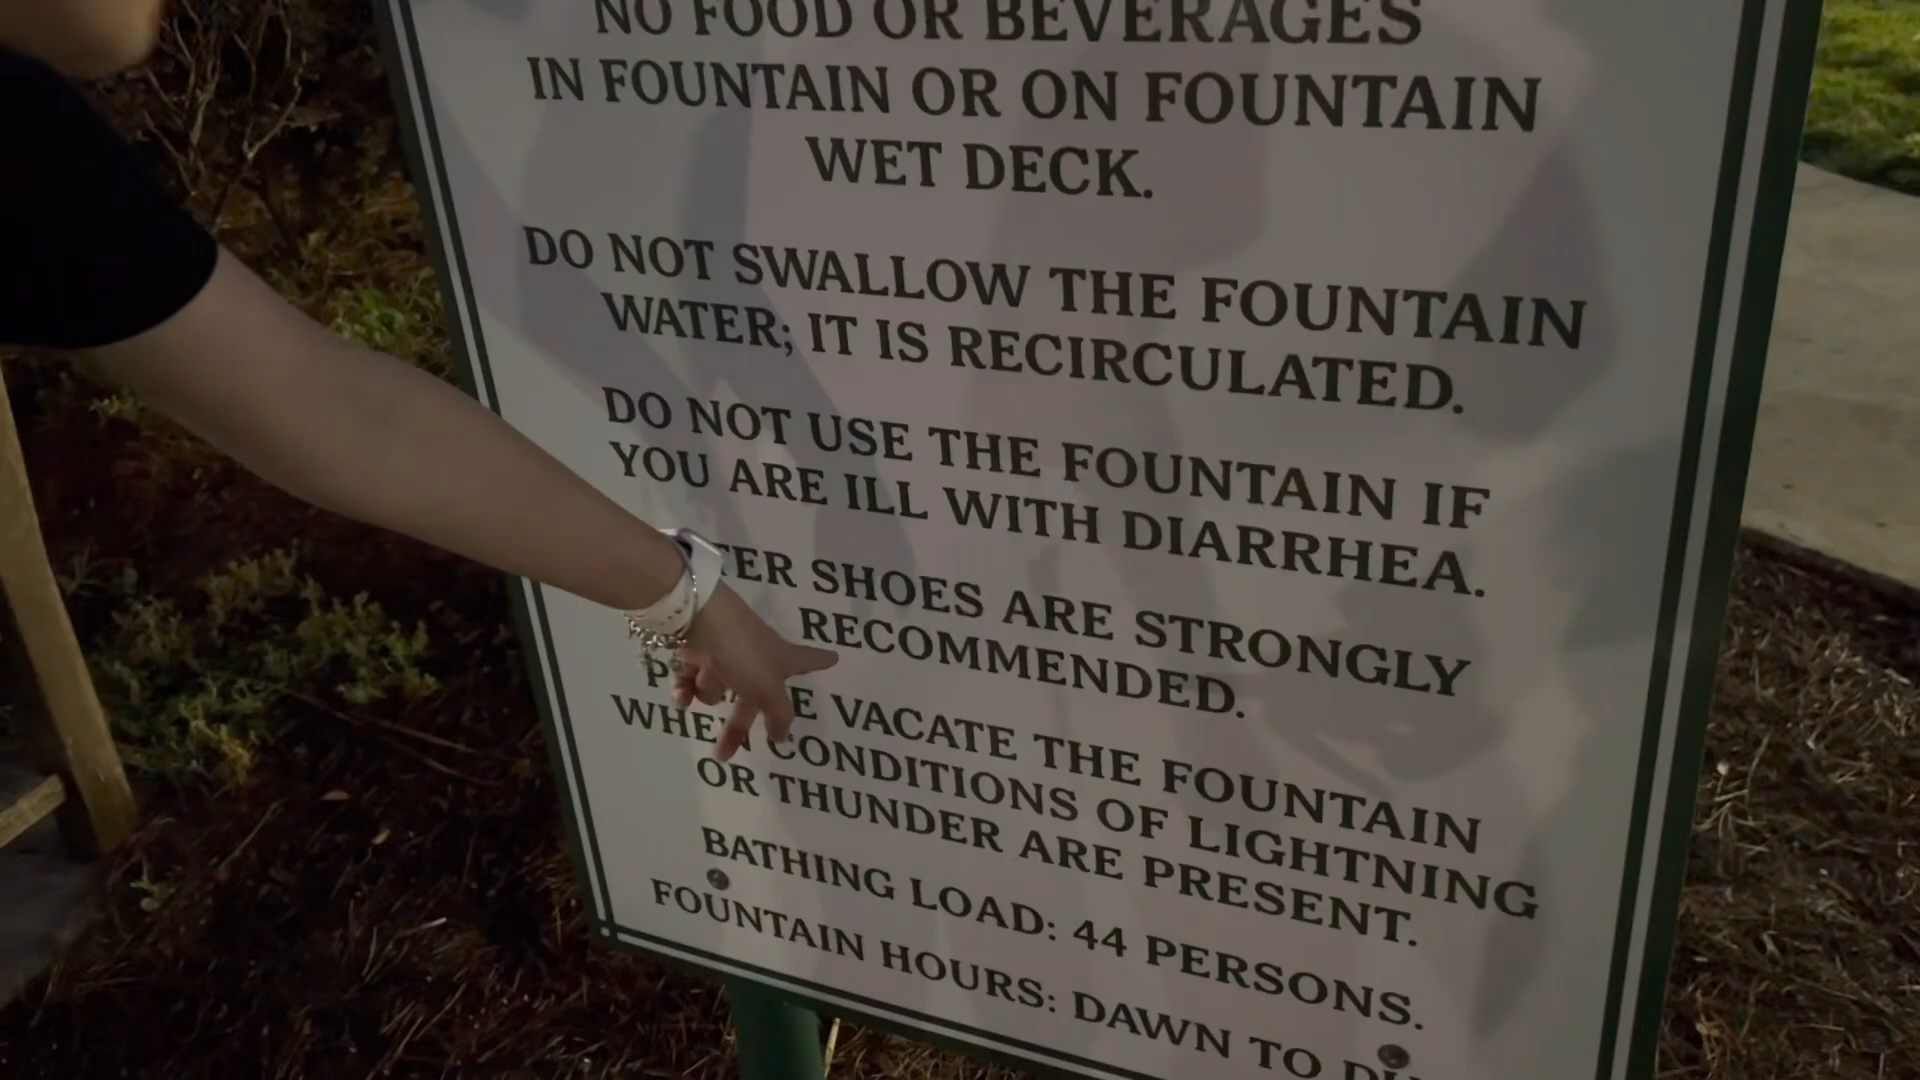 NO FOOD OR BEVERAGES
IN FOUNTAIN OR ON FOUNTAIN
WET DECK.
DO NOT SWALLOW THE FOUNTAIN
WATER; IT IS RECIRCULATED.
DO NOT USE THE FOUNTAIN IF
YOU ARE ILL WITH DIARRHEA.
SHOES ARE STRONGLY
RECOMMENDED.
VACATE THE FOUNTAIN
WHEN CONDITIONS OF LIGHTNING
OR THUNDER ARE PRESENT.
BATHING LOAD: 44 PERSONS.
FOUNTAIN HOURS: DAWN TO